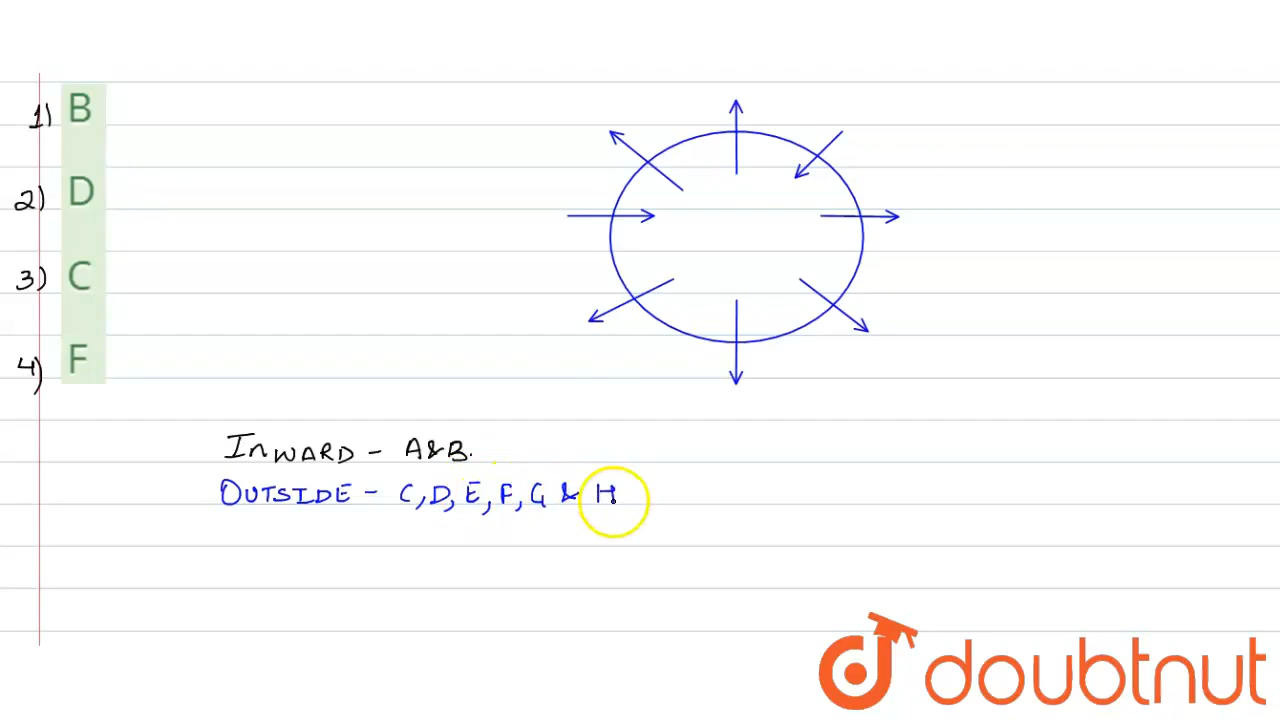 1) B
2) D
3) C
4) F
INWARD - A&B.
OUTSIDE - C, D, E, F, G & H
doubtnut